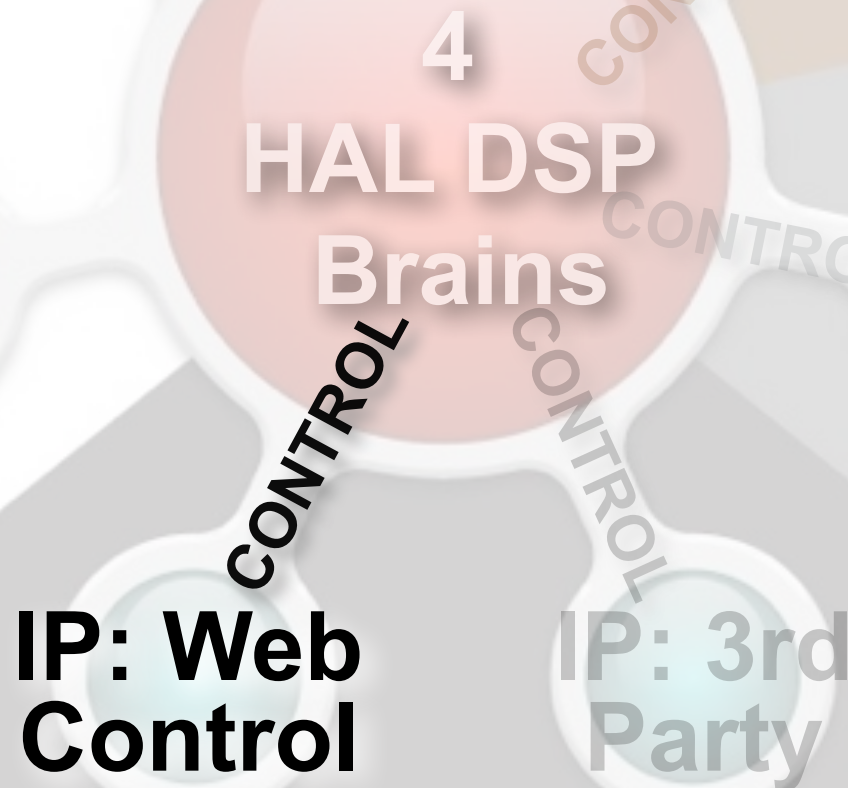 4
HAL DSP
Brains
CONTROL
CONTROL
CONTROL
IP: Web
Control
IP: 3rd
Party